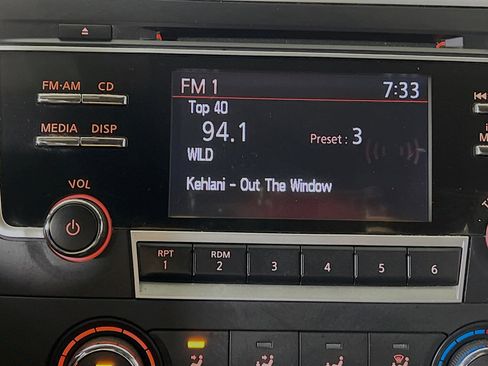 FM·AM CD
MEDIA DISP
VOL
FM 1 7:33
Top 40
94.1
Preset : 3
WILD
Kehlani - Out The Window
RPT 1 RDM 2 3 4 5 6